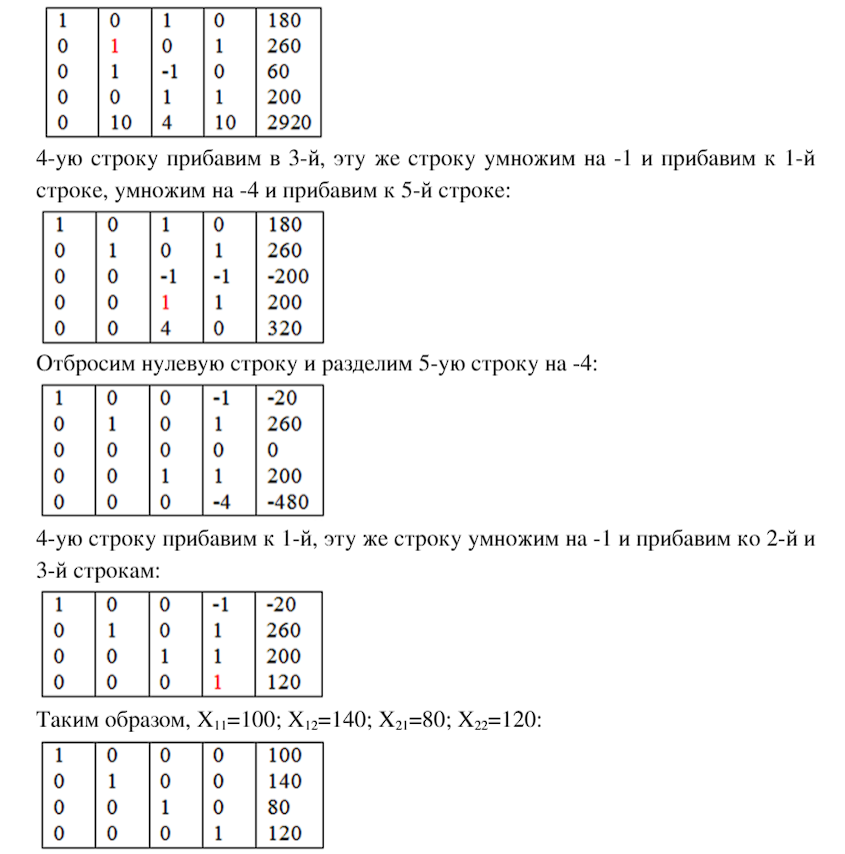 1 0 1 0 180
0 1 0 1 260
0 1 -1 0 60
0 0 1 1 200
0 10 4 10 2920
4-ую строку прибавим в 3-й, эту же строку умножим на -1 и прибавим к 1-й
строке, умножим на -4 и прибавим к 5-й строке:
1 0 1 0 180
0 1 0 1 260
0 0 -1 -1 -200
0 0 1 1 200
0 0 4 0 320
Отбросим нулевую строку и разделим 5-ую строку на -4:
1 0 0 -1 -20
0 1 0 1 260
0 0 0 0 0
0 0 1 1 200
0 0 0 -4 -480
4-ую строку прибавим к 1-й, эту же строку умножим на -1 и прибавим ко 2-й и
3-й строкам:
1 0 0 -1 -20
0 1 0 1 260
0 0 1 1 200
0 0 0 1 120
Таким образом, X₁₁=100; X₁₂=140; X₂₁=80; X₂₂=120:
1 0 0 0 100
0 1 0 0 140
0 0 1 0 80
0 0 0 1 120